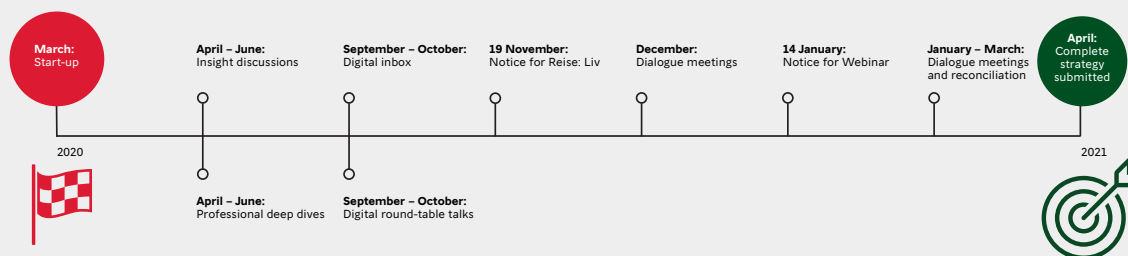 March:
Start-up
April – June:
Insight discussions
September – October:
Digital inbox
19 November:
Notice for Reise: Liv
December:
Dialogue meetings
14 January:
Notice for Webinar
January – March:
Dialogue meetings
and reconciliation
April:
Complete
strategy
submitted
2020
2021
April – June:
Professional deep dives
September – October:
Digital round-table talks